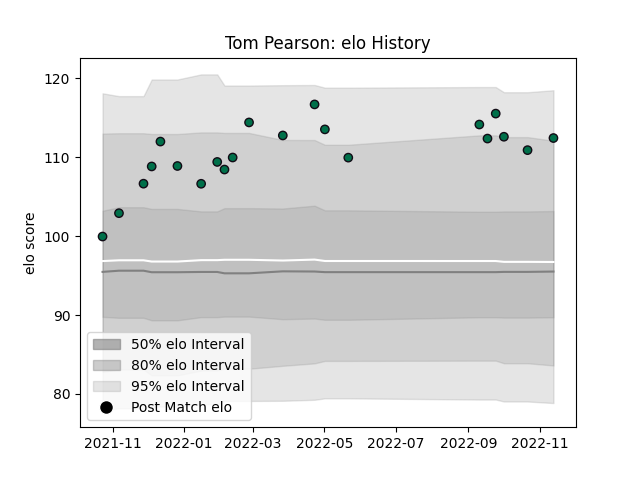 Tom Pearson: elo History
120
110
100
90
80
elo score
50% elo Interval
80% elo Interval
95% elo Interval
Post Match elo
2021-11 2022-01 2022-03 2022-05 2022-07 2022-09 2022-11